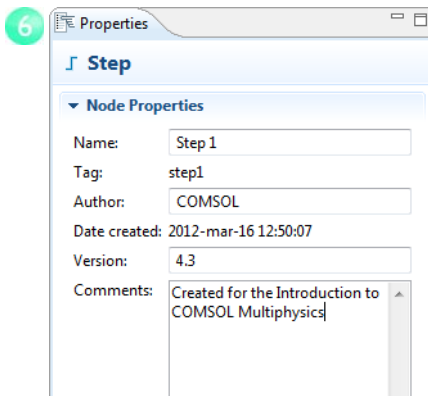 6
Properties
Step
Node Properties
Name: Step 1
Tag: step1
Author: COMSOL
Date created: 2012-mar-16 12:50:07
Version: 4.3
Comments: Created for the Introduction to
COMSOL Multiphysics